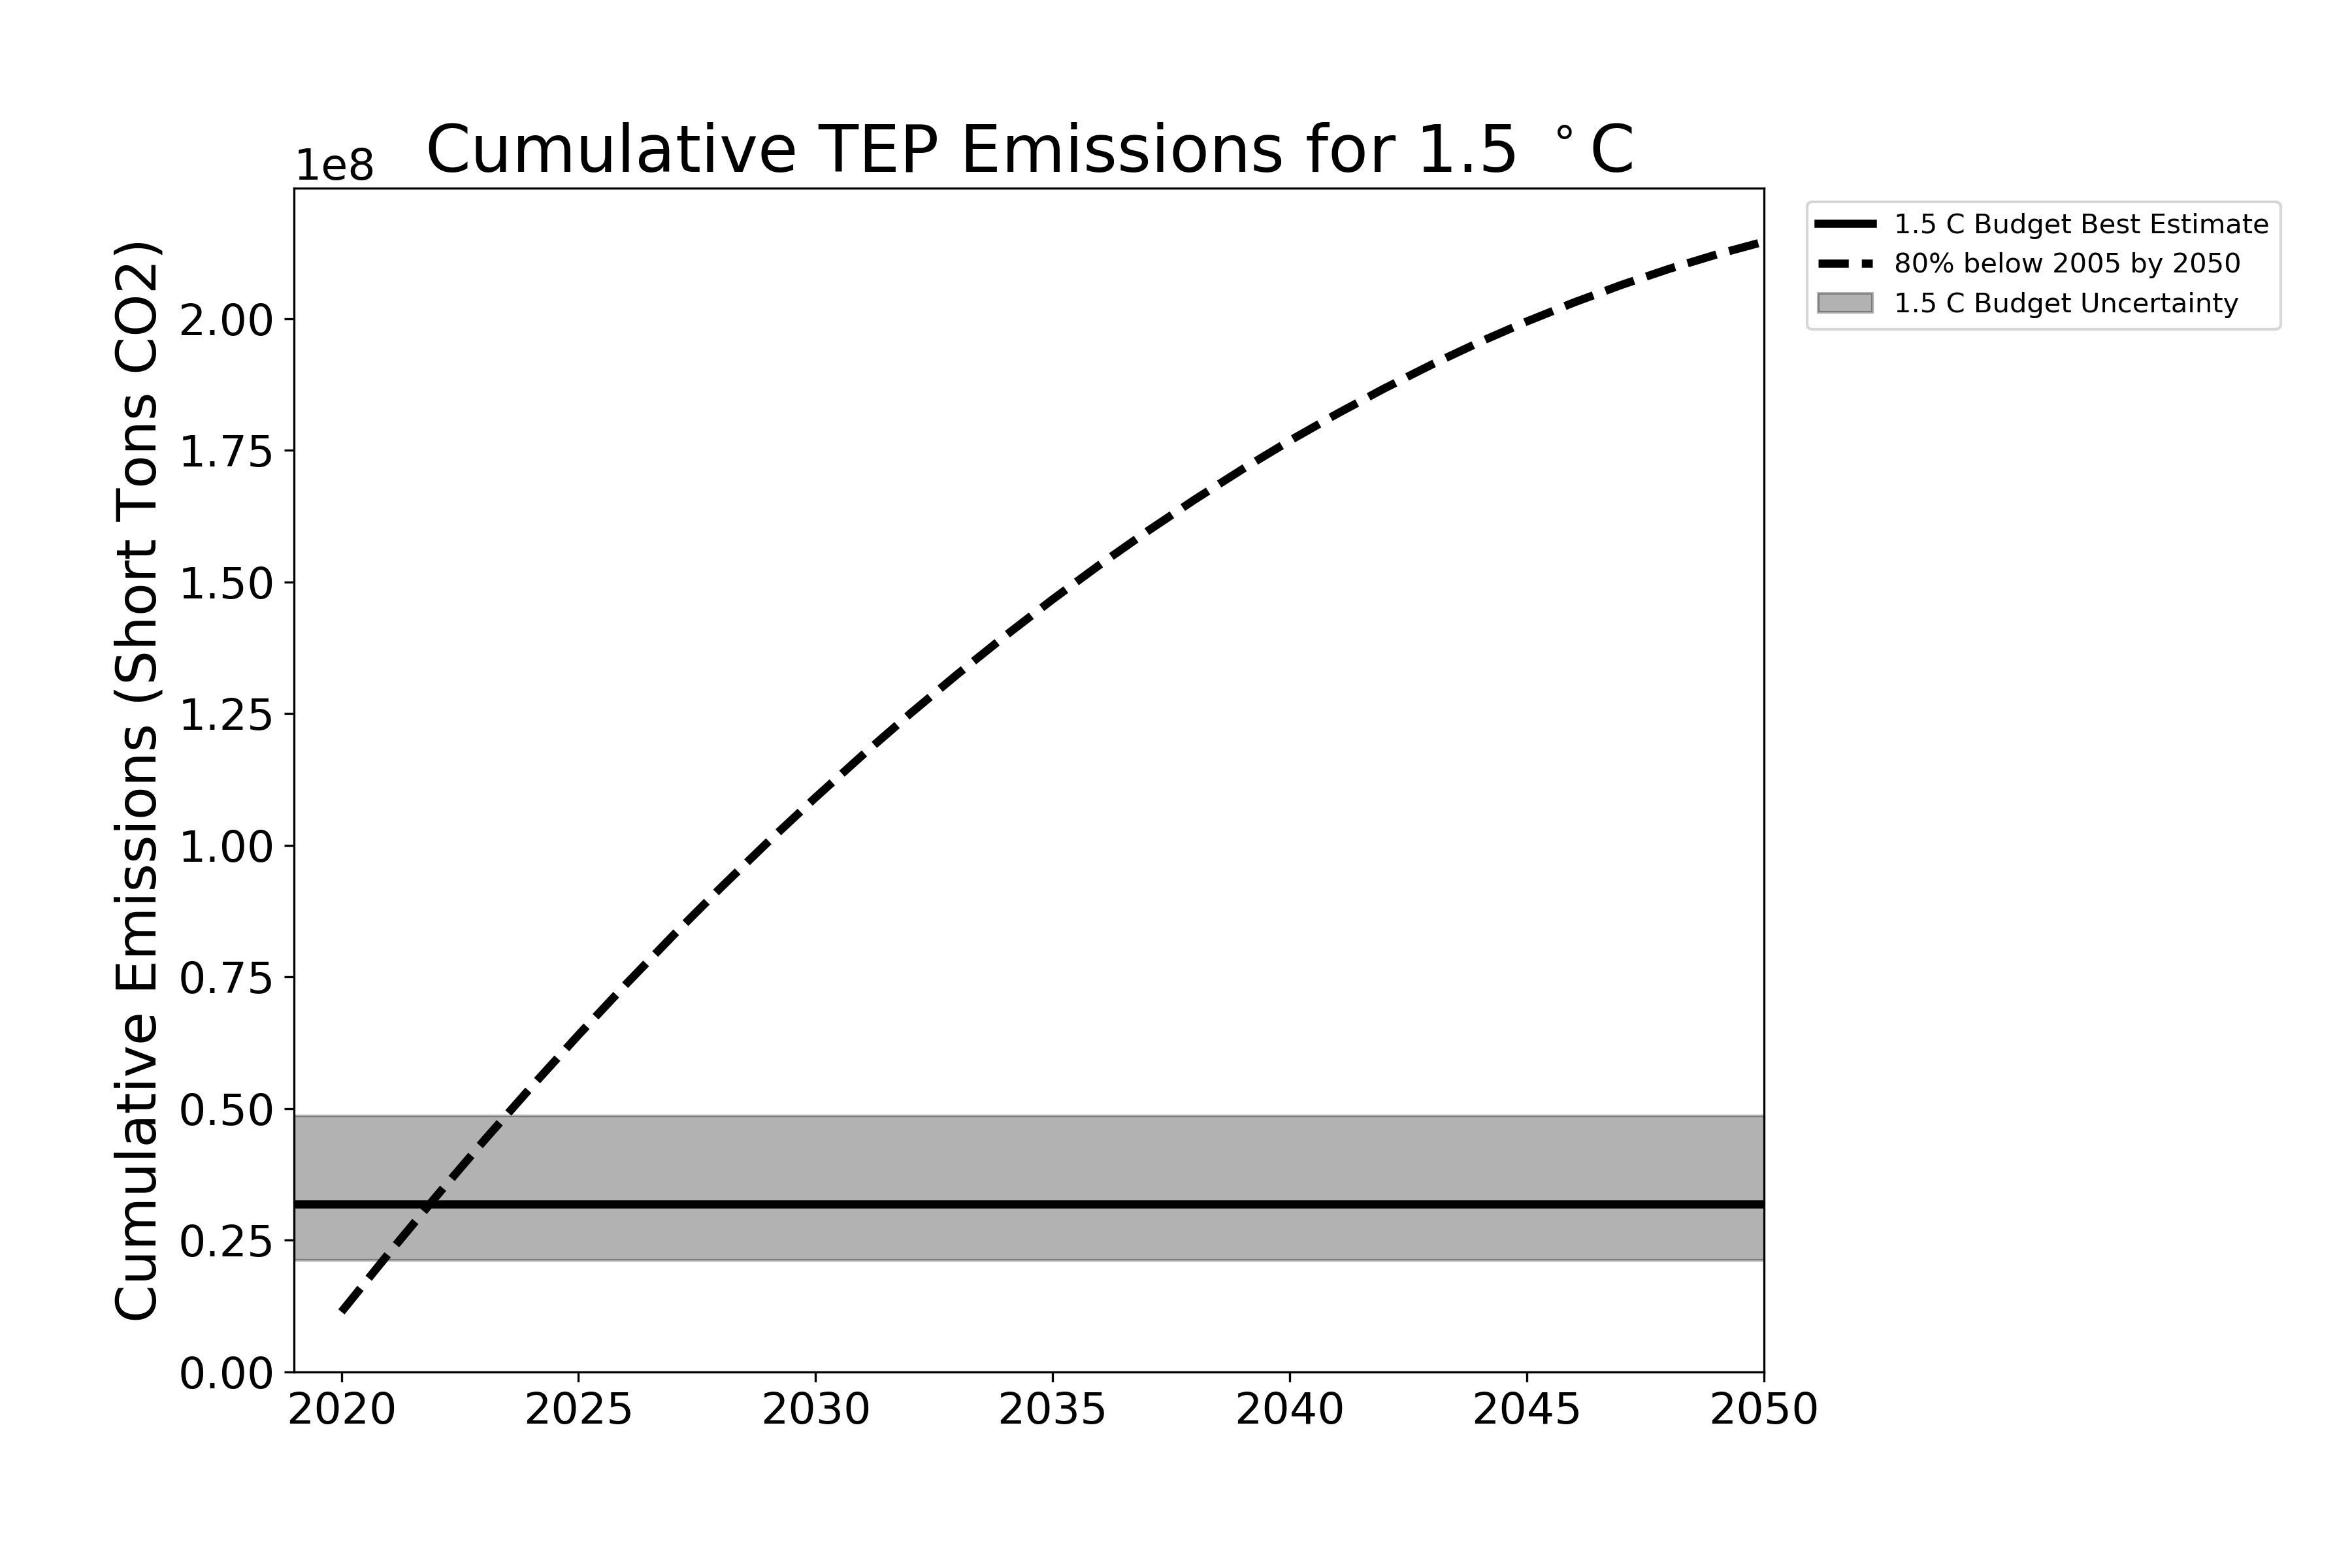 Cumulative TEP Emissions for 1.5 °C
1e8
1.5 C Budget Best Estimate
80% below 2005 by 2050
1.5 C Budget Uncertainty
Cumulative Emissions (Short Tons CO2)
2.00
1.75
1.50
1.25
1.00
0.75
0.50
0.25
0.00
2020 2025 2030 2035 2040 2045 2050